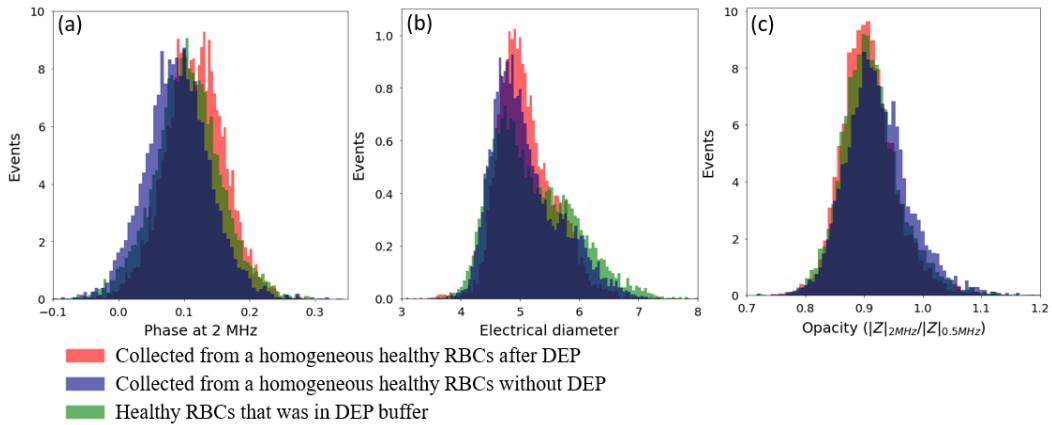 (a)
10
8
6
4
2
0
Events
−0.1 0.0 0.1 0.2 0.3
Phase at 2 MHz
(b)
1.0
0.8
0.6
0.4
0.2
0.0
Events
3 4 5 6 7 8
Electrical diameter
(c)
10
8
6
4
2
0
Events
0.7 0.8 0.9 1.0 1.1 1.2
Opacity (|Z|2MHz/|Z|0.5MHz)
Collected from a homogeneous healthy RBCs after DEP
Collected from a homogeneous healthy RBCs without DEP
Healthy RBCs that was in DEP buffer